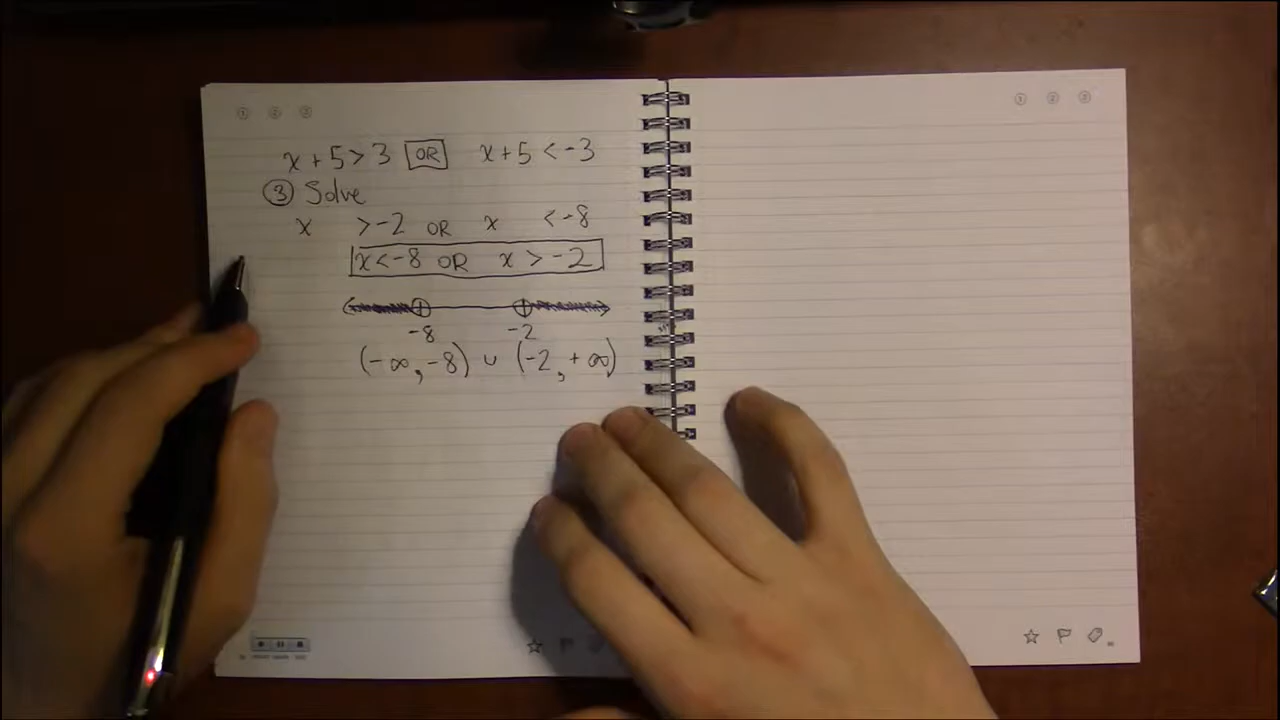 x + 5 > 3 OR x + 5 < -3
③ Solve
x > -2 OR x < -8
x < -8 OR x > -2
-8 -2
(-∞, -8) ∪ (-2, +∞)